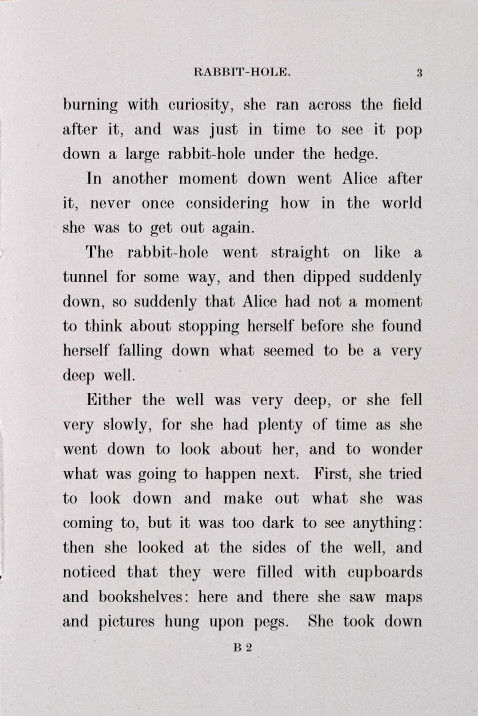 RABBIT-HOLE. 3
burning with curiosity, she ran across the field
after it, and was just in time to see it pop
down a large rabbit-hole under the hedge.
In another moment down went Alice after
it, never once considering how in the world
she was to get out again.
The rabbit-hole went straight on like a
tunnel for some way, and then dipped suddenly
down, so suddenly that Alice had not a moment
to think about stopping herself before she found
herself falling down what seemed to be a very
deep well.
Either the well was very deep, or she fell
very slowly, for she had plenty of time as she
went down to look about her, and to wonder
what was going to happen next. First, she tried
to look down and make out what she was
coming to, but it was too dark to see anything:
then she looked at the sides of the well, and
noticed that they were filled with cupboards
and bookshelves: here and there she saw maps
and pictures hung upon pegs. She took down
B 2